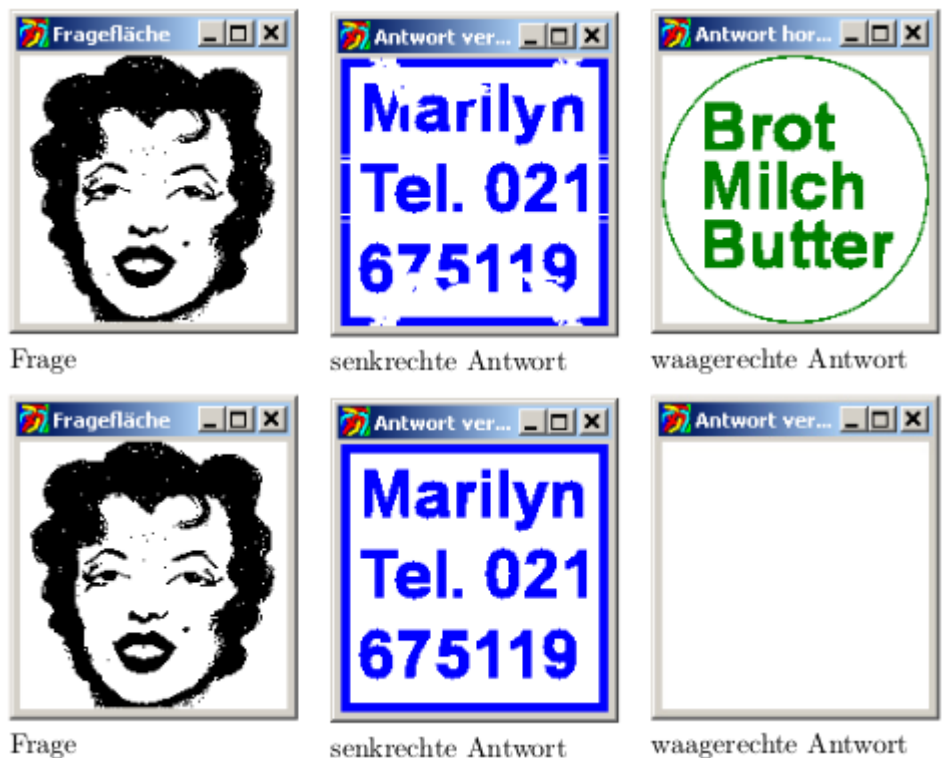 Fragefläche
Antwort ver...
Antwort hor...
Marilyn
Tel. 021
675119
Brot
Milch
Butter
Frage
senkrechte Antwort
waagerechte Antwort
Fragefläche
Antwort ver...
Antwort ver...
Marilyn
Tel. 021
675119
Frage
senkrechte Antwort
waagerechte Antwort